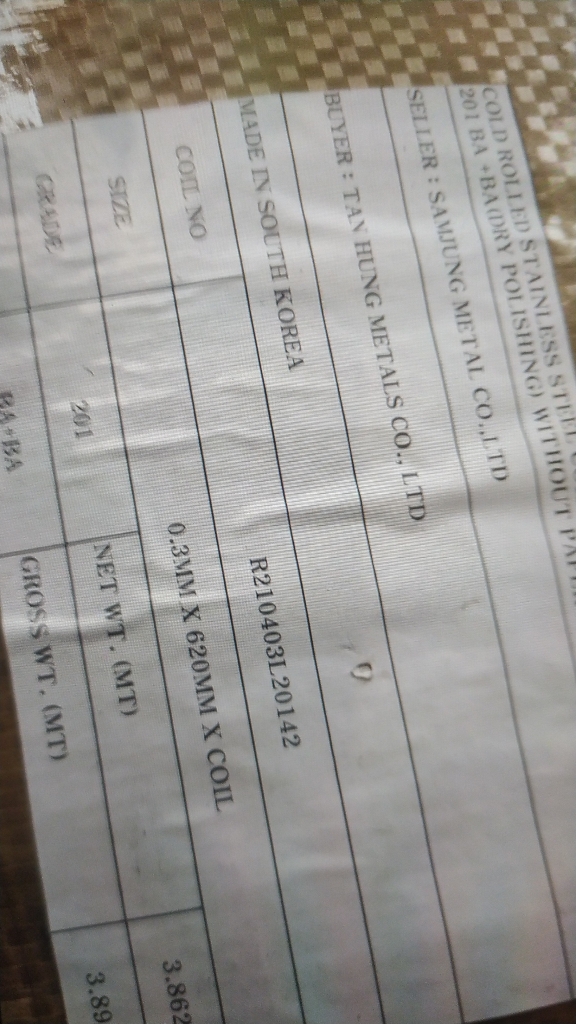 COLD ROLLED STAINLESS STEEL
201 BA +BA(DRY POLISHING) WITHOUT
SELLER : SAMJUNG METAL CO.,LTD
BUYER : TAN HUNG METALS CO., LTD
MADE IN SOUTH KOREA
COIL NO R210403L20142
SIZE 0.3MM X 620MM X COIL
GRADE 201 NET WT. (MT) 3.862
BA+BA GROSS WT. (MT) 3.89